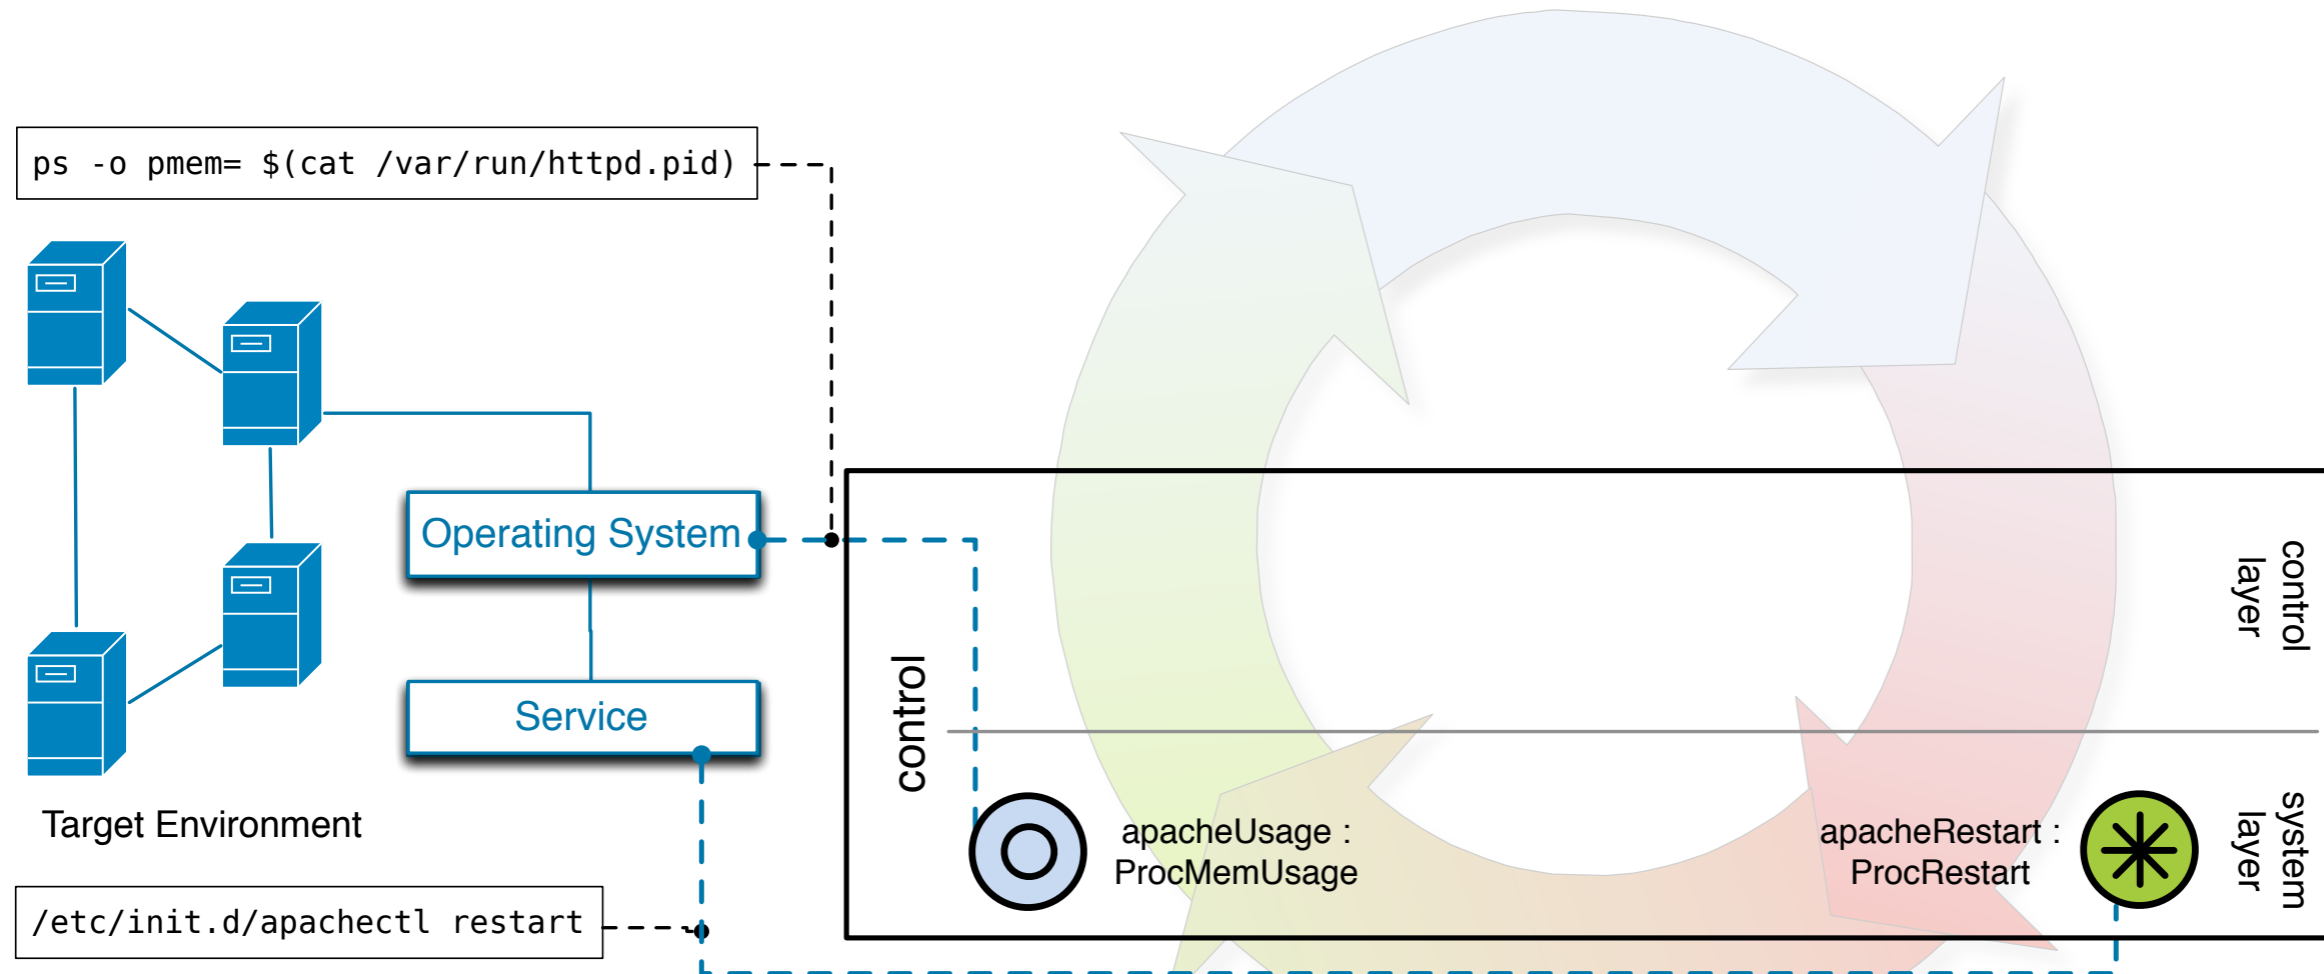 ps -o pmem= $(cat /var/run/httpd.pid)
Operating System
Service
Target Environment
/etc/init.d/apachectl restart
control
control
layer
apacheUsage :
ProcMemUsage
apacheRestart :
ProcRestart
system
layer